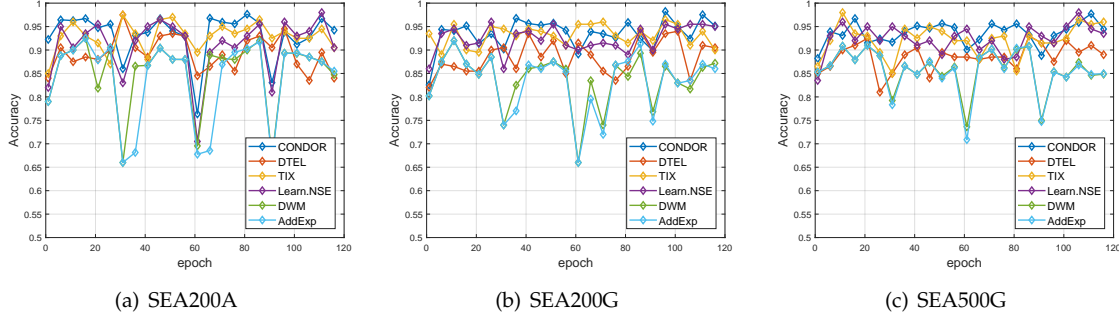 Accuracy
1
0.95
0.9
0.85
0.8
0.75
0.7
0.65
0.6
0.55
0.5
CONDOR
DTEL
TIX
Learn.NSE
DWM
AddExp
0 20 40 60 80 100 120
epoch
(a) SEA200A
Accuracy
1
0.95
0.9
0.85
0.8
0.75
0.7
0.65
0.6
0.55
0.5
CONDOR
DTEL
TIX
Learn.NSE
DWM
AddExp
0 20 40 60 80 100 120
epoch
(b) SEA200G
Accuracy
1
0.95
0.9
0.85
0.8
0.75
0.7
0.65
0.6
0.55
0.5
CONDOR
DTEL
TIX
Learn.NSE
DWM
AddExp
0 20 40 60 80 100 120
epoch
(c) SEA500G